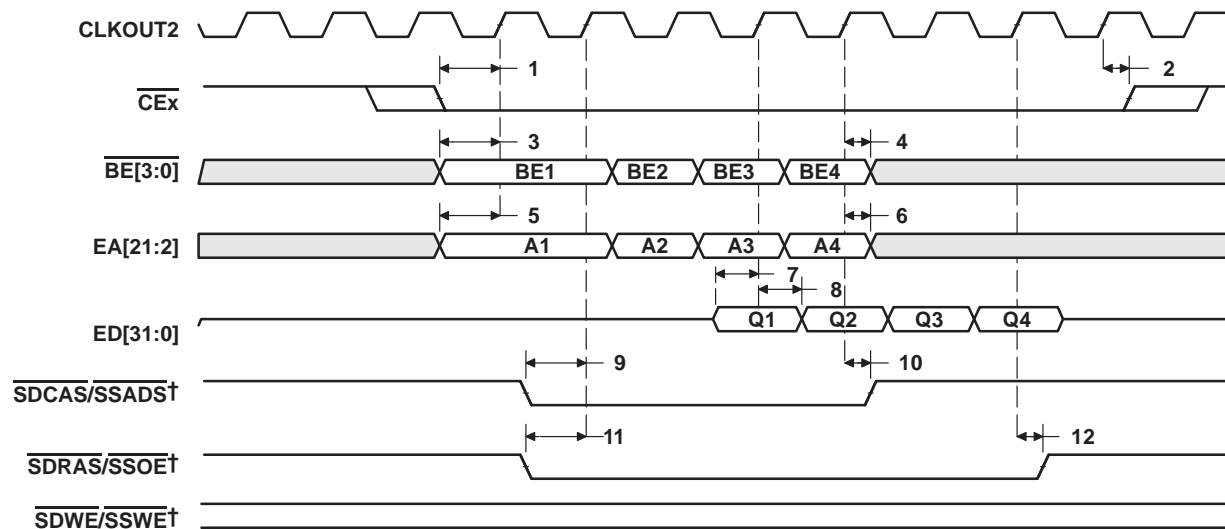 CLKOUT2
1
2
CEx
3
4
BE[3:0]
BE1 BE2 BE3 BE4
5
6
EA[21:2]
A1 A2 A3 A4
7
8
ED[31:0]
Q1 Q2 Q3 Q4
9
10
SDCAS/SSADS†
11
12
SDRAS/SSOE†
SDWE/SSWE†